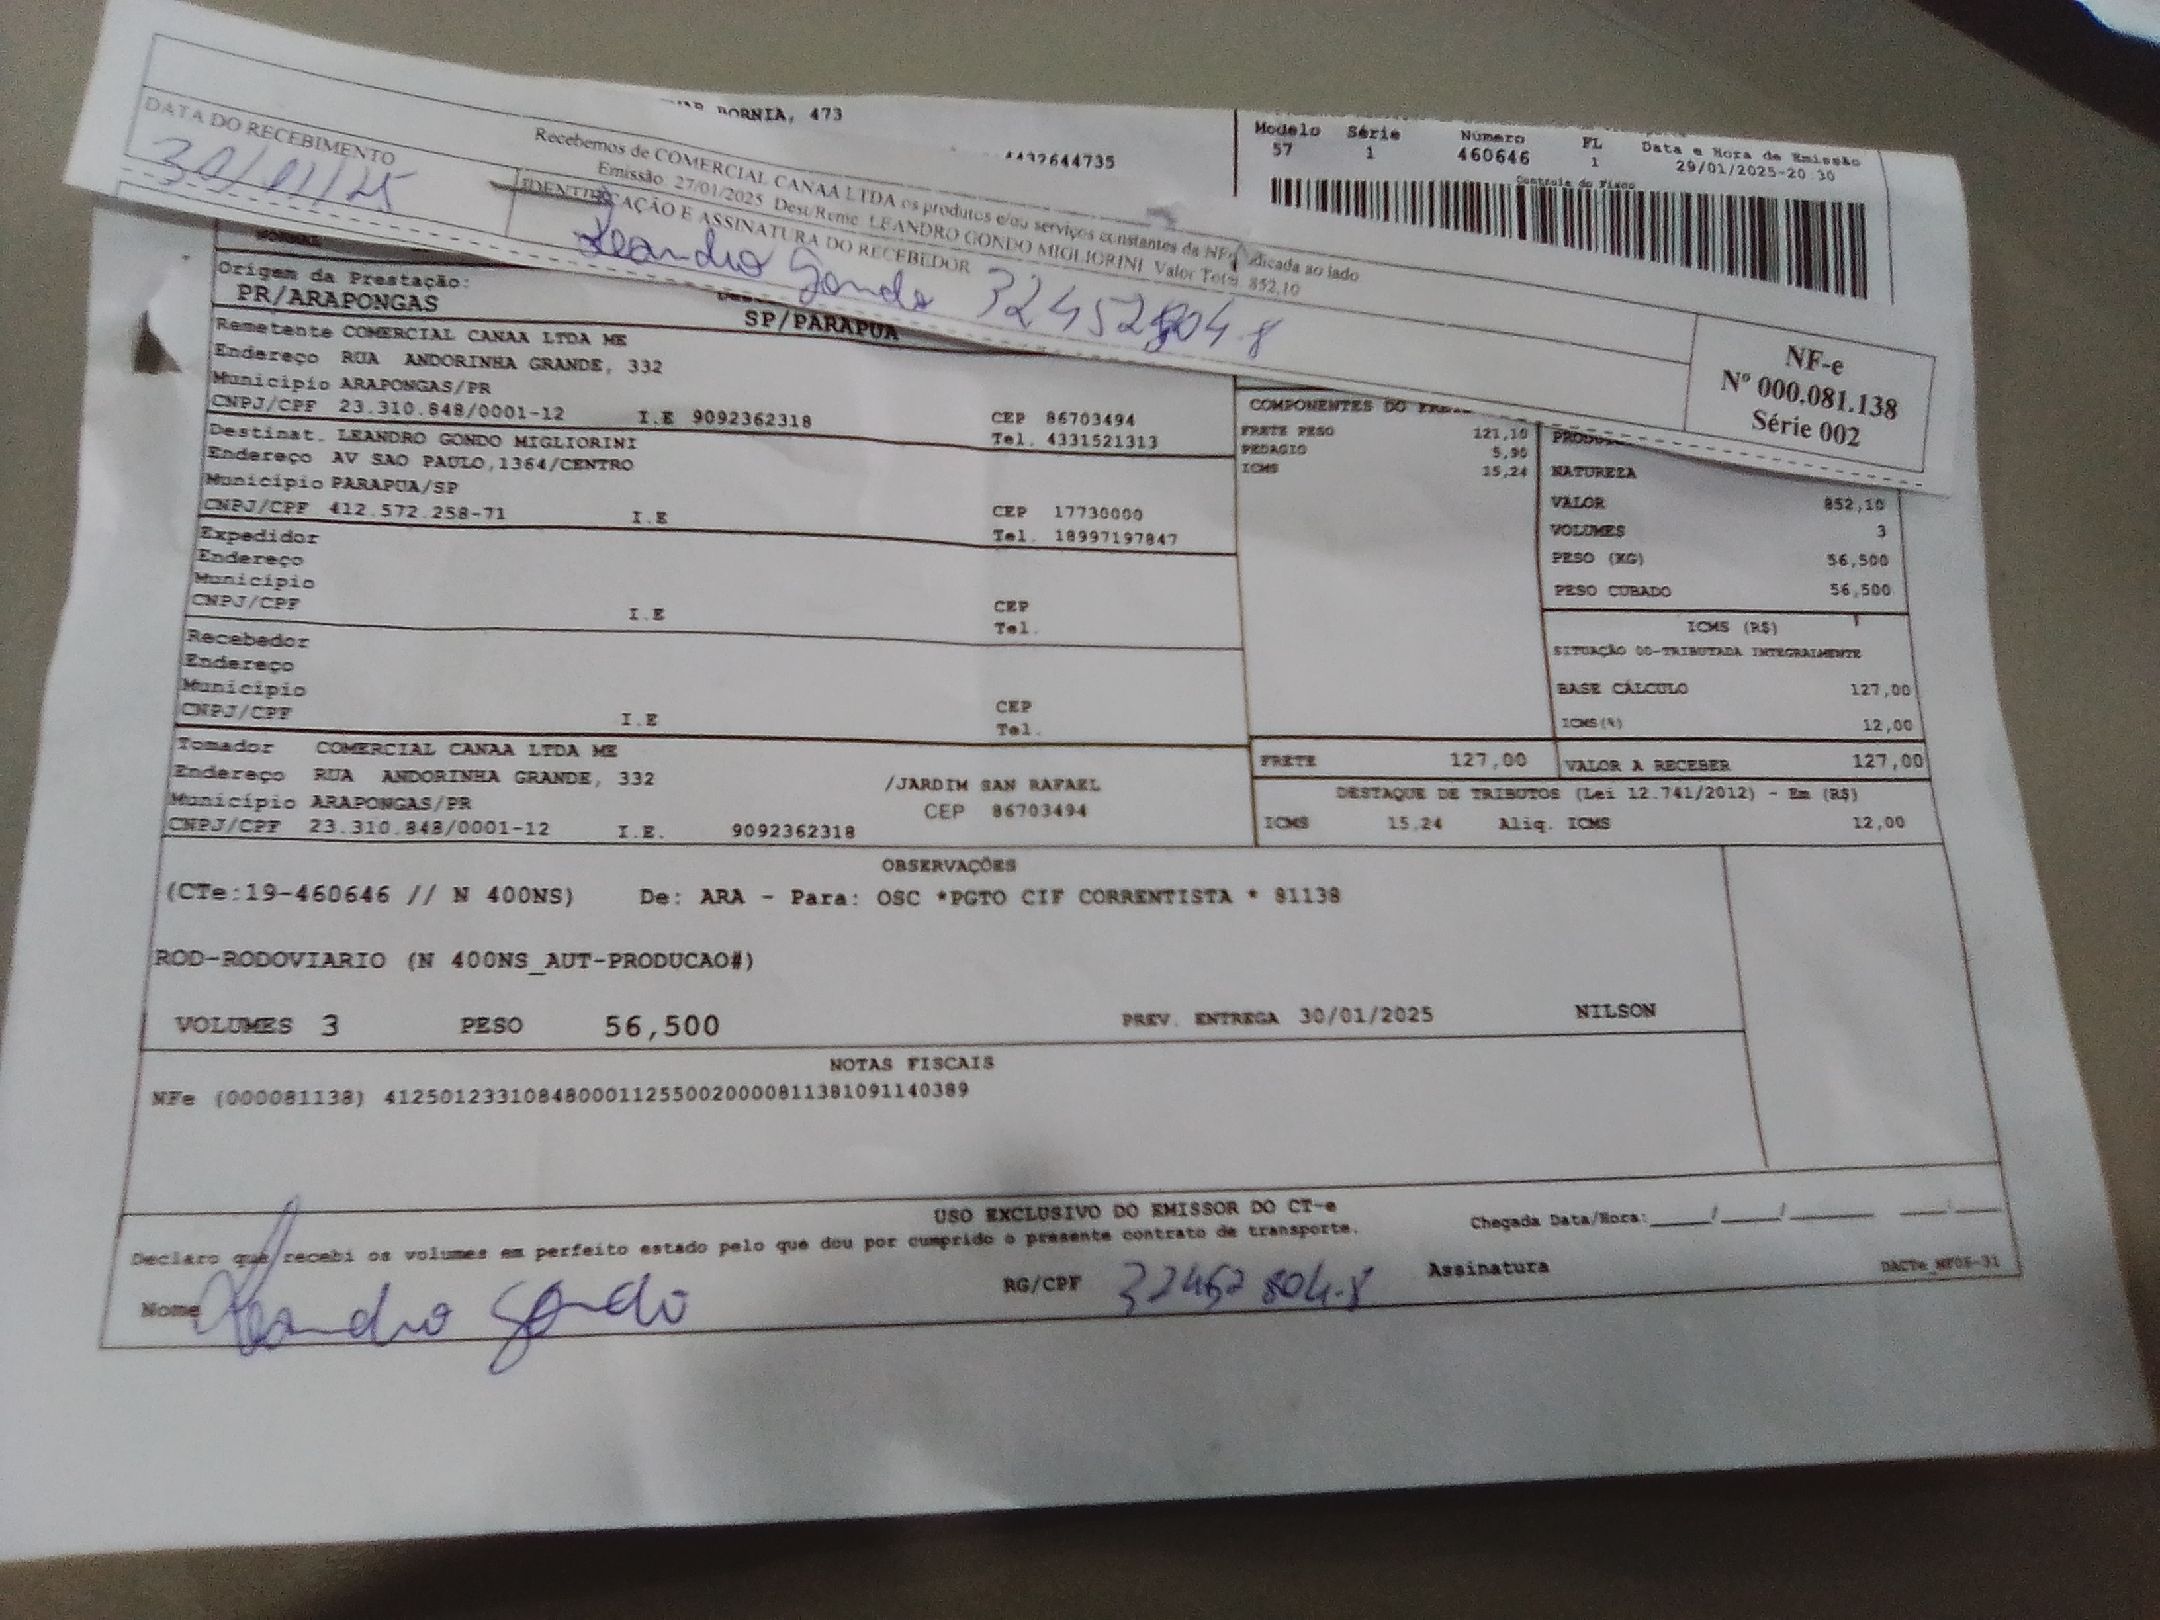 BORNIA, 473
4432644735
Modelo Série Número FL Data e Hora de Emissão
57 1 460646 1 29/01/2025-20:30
Controle do Fisco
Recebemos de COMERCIAL CANAA LTDA os produtos e/ou serviços constantes da NFe indicada ao lado
Emissão 27/01/2025 Dest/Reme LEANDRO GONDO MIGLIORINI Valor Total 852,10
DATA DO RECEBIMENTO
30/01/25
IDENTIFICAÇÃO E ASSINATURA DO RECEBEDOR
Leandro Gondo 32452804-8
NF-e
Nº 000.081.138
Série 002
NORMAL
Origem da Prestação:
PR/ARAPONGAS
SP/PARAPUA
Remetente COMERCIAL CANAA LTDA ME
Endereço RUA ANDORINHA GRANDE, 332
Município ARAPONGAS/PR
CEP 86703494
CNPJ/CPF 23.310.848/0001-12 I.E 9092362318
Tel. 4331521313
Destinat. LEANDRO GONDO MIGLIORINI
Endereço AV SAO PAULO,1364/CENTRO
Município PARAPUA/SP
CEP 17730000
CNPJ/CPF 412.572.258-71 I.E
Tel. 18997197847
Expedidor
Endereço
Município
CEP
CNPJ/CPF I.E
Tel.
Recebedor
Endereço
Município
CEP
CNPJ/CPF I.E
Tel.
Tomador COMERCIAL CANAA LTDA ME
Endereço RUA ANDORINHA GRANDE, 332 /JARDIM SAN RAFAEL
Município ARAPONGAS/PR CEP 86703494
CNPJ/CPF 23.310.848/0001-12 I.E. 9092362318
COMPONENTES DO
FRETE PESO 121,10
PEDAGIO 5,90
ICMS 15,24
NATUREZA
VALOR 852,10
VOLUMES 3
PESO (KG) 56,500
PESO CUBADO 56,500
ICMS (R$)
SITUAÇÃO 00-TRIBUTADA INTEGRALMENTE
BASE CÁLCULO 127,00
ICMS(%) 12,00
FRETE 127,00 VALOR A RECEBER 127,00
DESTAQUE DE TRIBUTOS (Lei 12.741/2012) - Em (R$)
ICMS 15,24 Aliq. ICMS 12,00
OBSERVAÇÕES
(CTe:19-460646 // N 400NS) De: ARA - Para: OSC *PGTO CIF CORRENTISTA * 81138
ROD-RODOVIARIO (N 400NS_AUT-PRODUCAO#)
VOLUMES 3 PESO 56,500 PREV. ENTREGA 30/01/2025 NILSON
NOTAS FISCAIS
NFe (000081138) 41250123310848000112550020000811381091140389
USO EXCLUSIVO DO EMISSOR DO CT-e
Declaro que recebi os volumes em perfeito estado pelo que dou por cumprido o presente contrato de transporte.
Chegada Data/Hora:____/____/______ ___:___
Nome Leandro Gondo RG/CPF 32452804-8 Assinatura
DACTe_NF05-31